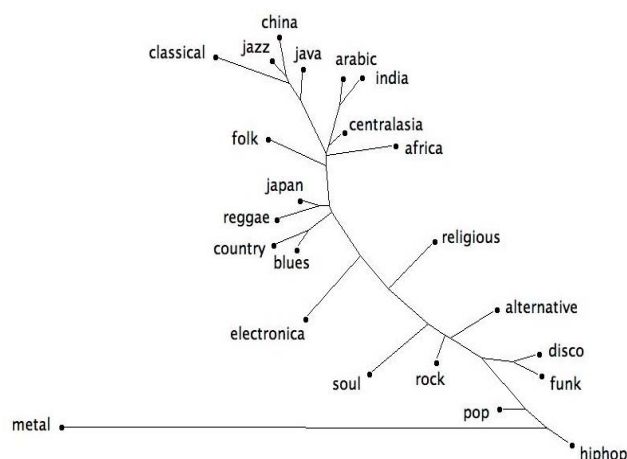 china
classical
jazz
java
arabic
india
centralasia
folk
africa
japan
reggae
religious
country
blues
alternative
electronica
disco
soul
rock
funk
pop
metal
hiphop